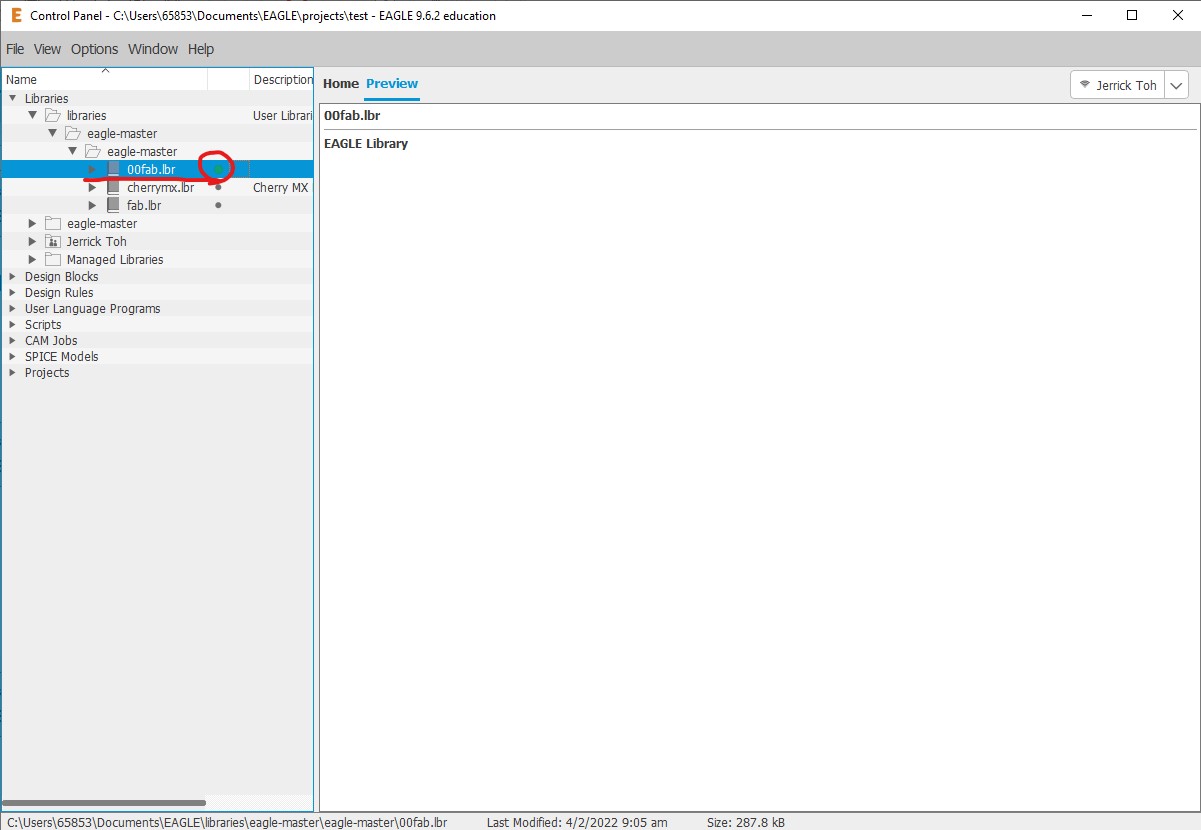 Control Panel - C:\Users\65853\Documents\EAGLE\projects\test - EAGLE 9.6.2 education
File View Options Window Help
Name Description
Home Preview
Jerrick Toh
Libraries
libraries User Librari
eagle-master
eagle-master
00fab.lbr
cherrymx.lbr Cherry MX
fab.lbr
eagle-master
Jerrick Toh
Managed Libraries
Design Blocks
Design Rules
User Language Programs
Scripts
CAM Jobs
SPICE Models
Projects
00fab.lbr
EAGLE Library
C:\Users\65853\Documents\EAGLE\libraries\eagle-master\eagle-master\00fab.lbr Last Modified: 4/2/2022 9:05 am Size: 287.8 kB